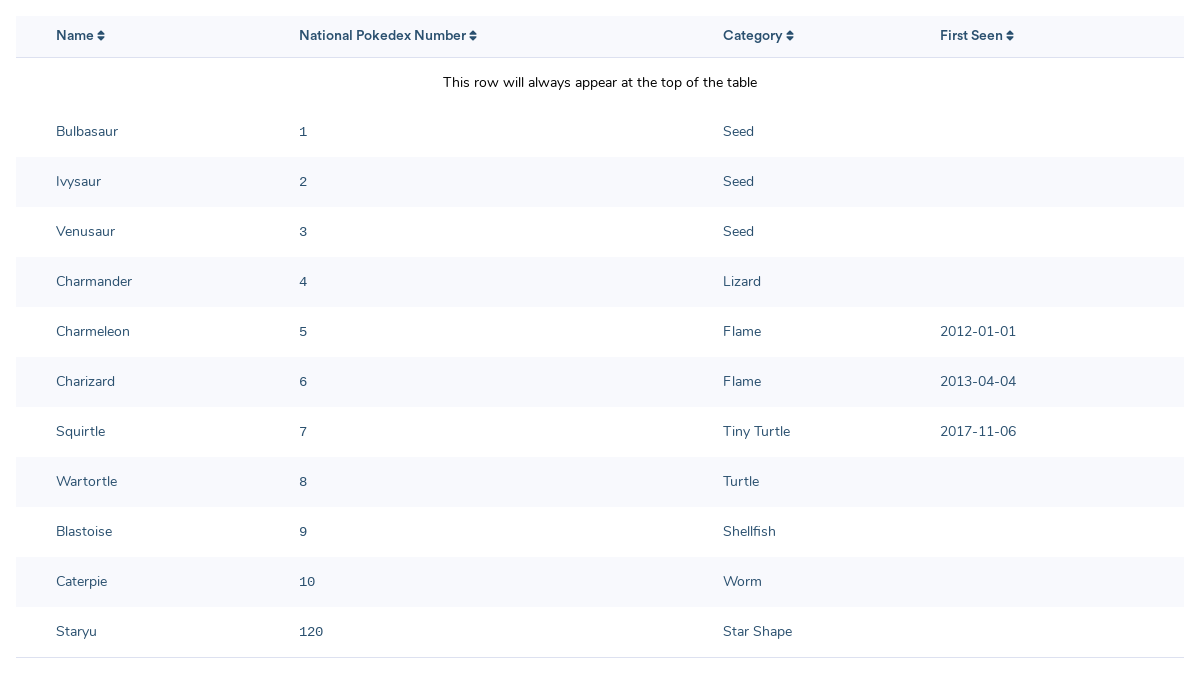 Name National Pokedex Number Category First Seen
This row will always appear at the top of the table
Bulbasaur 1 Seed
Ivysaur 2 Seed
Venusaur 3 Seed
Charmander 4 Lizard
Charmeleon 5 Flame 2012-01-01
Charizard 6 Flame 2013-04-04
Squirtle 7 Tiny Turtle 2017-11-06
Wartortle 8 Turtle
Blastoise 9 Shellfish
Caterpie 10 Worm
Staryu 120 Star Shape